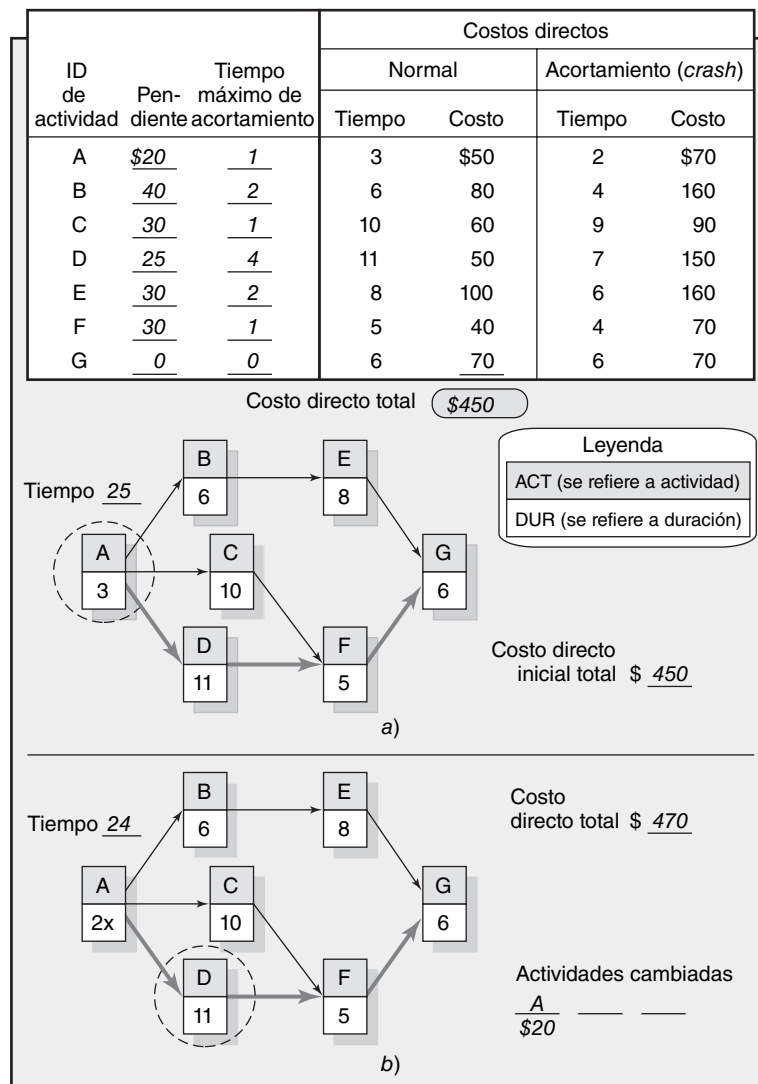 Costos directos
ID de actividad Pen-diente Tiempo máximo de acortamiento Normal Acortamiento (crash)
Tiempo Costo Tiempo Costo
A $20 1 3 $50 2 $70
B 40 2 6 80 4 160
C 30 1 10 60 9 90
D 25 4 11 50 7 150
E 30 2 8 100 6 160
F 30 1 5 40 4 70
G 0 0 6 70 6 70
Costo directo total $450
Leyenda
ACT (se refiere a actividad)
DUR (se refiere a duración)
Tiempo 25
B
6
E
8
A
3
C
10
G
6
D
11
F
5
Costo directo
inicial total $ 450
a)
Tiempo 24
B
6
E
8
Costo
directo total $ 470
A
2x
C
10
G
6
D
11
F
5
Actividades cambiadas
A
$20
b)